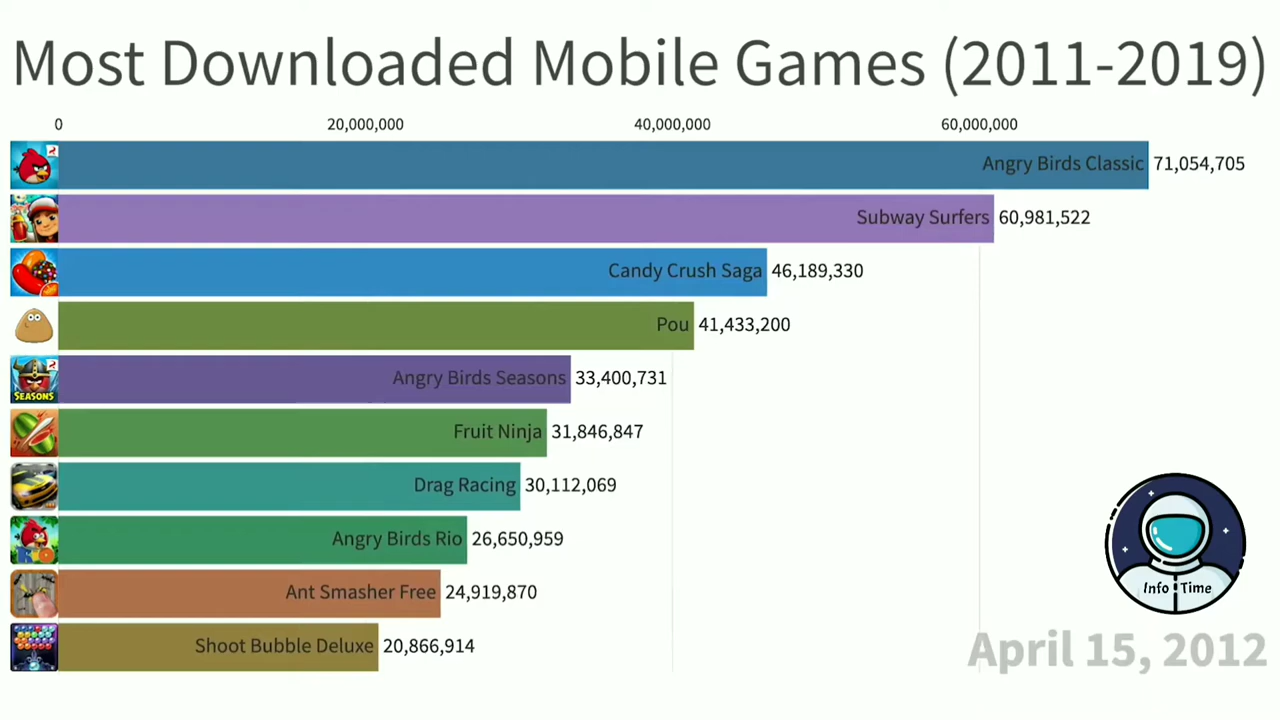 Most Downloaded Mobile Games (2011-2019)
0 20,000,000 40,000,000 60,000,000
Angry Birds Classic 71,054,705
Subway Surfers 60,981,522
Candy Crush Saga 46,189,330
Pou 41,433,200
SEASONS Angry Birds Seasons 33,400,731
Fruit Ninja 31,846,847
Drag Racing 30,112,069
Angry Birds Rio 26,650,959
Ant Smasher Free 24,919,870
Info Time
Shoot Bubble Deluxe 20,866,914
April 15, 2012